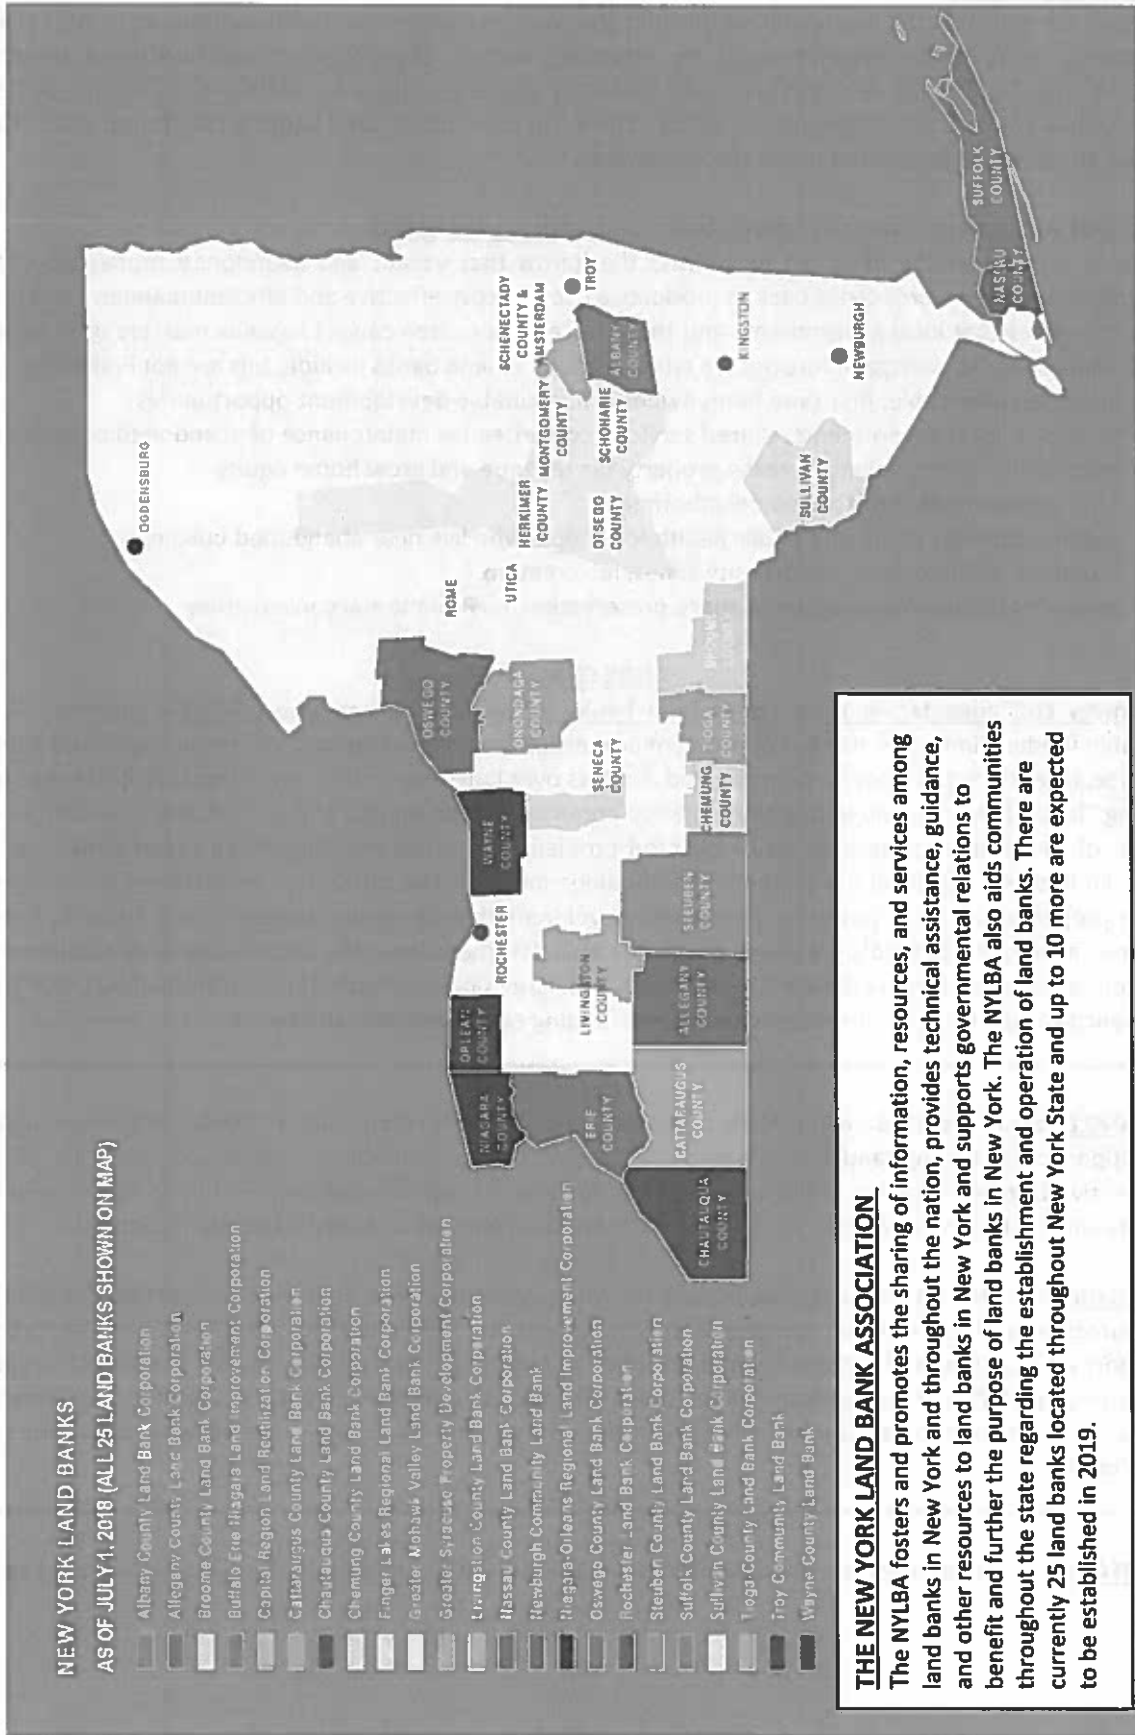 NEW YORK LAND BANKS
AS OF JULY 1, 2018 (ALL 25 LAND BANKS SHOWN ON MAP)
Albany County Land Bank Corporation
Allegany County Land Bank Corporation
Broome County Land Bank Corporation
Buffalo Erie Niagara Land Improvement Corporation
Capital Region Land Reutilization Corporation
Cattaraugus County Land Bank Corporation
Chautauqua County Land Bank Corporation
Chemung County Land Bank Corporation
Finger Lakes Regional Land Bank Corporation
Greater Mohawk Valley Land Bank Corporation
Greater Syracuse Property Development Corporation
Livingston County Land Bank Corporation
Nassau County Land Bank Corporation
Newburgh Community Land Bank
Niagara-Orleans Regional Land Improvement Corporation
Oswego County Land Bank Corporation
Rochester Land Bank Corporation
Steuben County Land Bank Corporation
Suffolk County Land Bank Corporation
Sullivan County Land Bank Corporation
Tioga County Land Bank Corporation
Troy Community Land Bank
Wayne County Land Bank
OGDENSBURG
ROME
UTICA
HERKIMER
COUNTY
MONTGOMERY
COUNTY
SCHENECTADY
COUNTY &
AMSTERDAM
TROY
ALBANY
COUNTY
SCHOHARIE
COUNTY
OTSEGO
COUNTY
KINGSTON
NEWBURGH
SULLIVAN
COUNTY
NASSAU
COUNTY
SUFFOLK
COUNTY
OSWEGO
COUNTY
ONONDAGA
COUNTY
SENECA
COUNTY
WAYNE
COUNTY
ROCHESTER
ORLEANS
COUNTY
NIAGARA
COUNTY
ERIE
COUNTY
LIVINGSTON
COUNTY
CHAUTAUQUA
COUNTY
CATTARAUGUS
COUNTY
ALLEGANY
COUNTY
STEUBEN
COUNTY
CHEMUNG
COUNTY
TIOGA
COUNTY
BROOME
COUNTY
THE NEW YORK LAND BANK ASSOCIATION
The NYLBA fosters and promotes the sharing of information, resources, and services among
land banks in New York and throughout the nation, provides technical assistance, guidance,
and other resources to land banks in New York and supports governmental relations to
benefit and further the purpose of land banks in New York. The NYLBA also aids communities
throughout the state regarding the establishment and operation of land banks. There are
currently 25 land banks located throughout New York State and up to 10 more are expected
to be established in 2019.